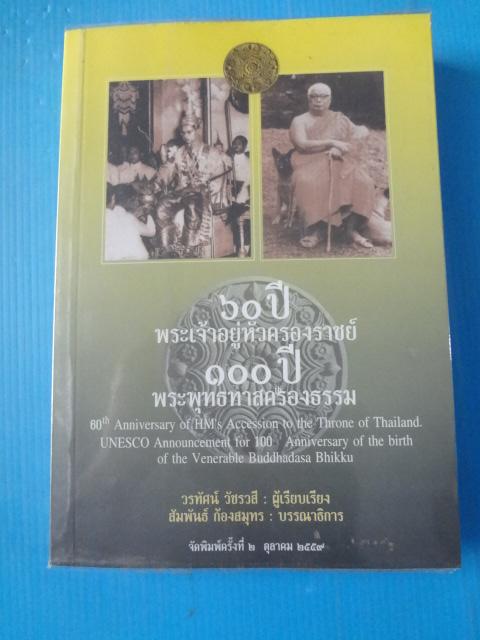 ๖๐ ปี
พระเจ้าอยู่หัวครองราชย์
๑๐๐ ปี
พระพุทธทาสครองธรรม
60th Anniversary of HM's Accession to the Throne of Thailand.
UNESCO Announcement for 100 Anniversary of the birth
of the Venerable Buddhadasa Bhikku
วรทัศน์ วัชรวสี : ผู้เรียบเรียง
สัมพันธ์ ก้องสมุทร : บรรณาธิการ
จัดพิมพ์ครั้งที่ ๒ ตุลาคม ๒๕๕๙